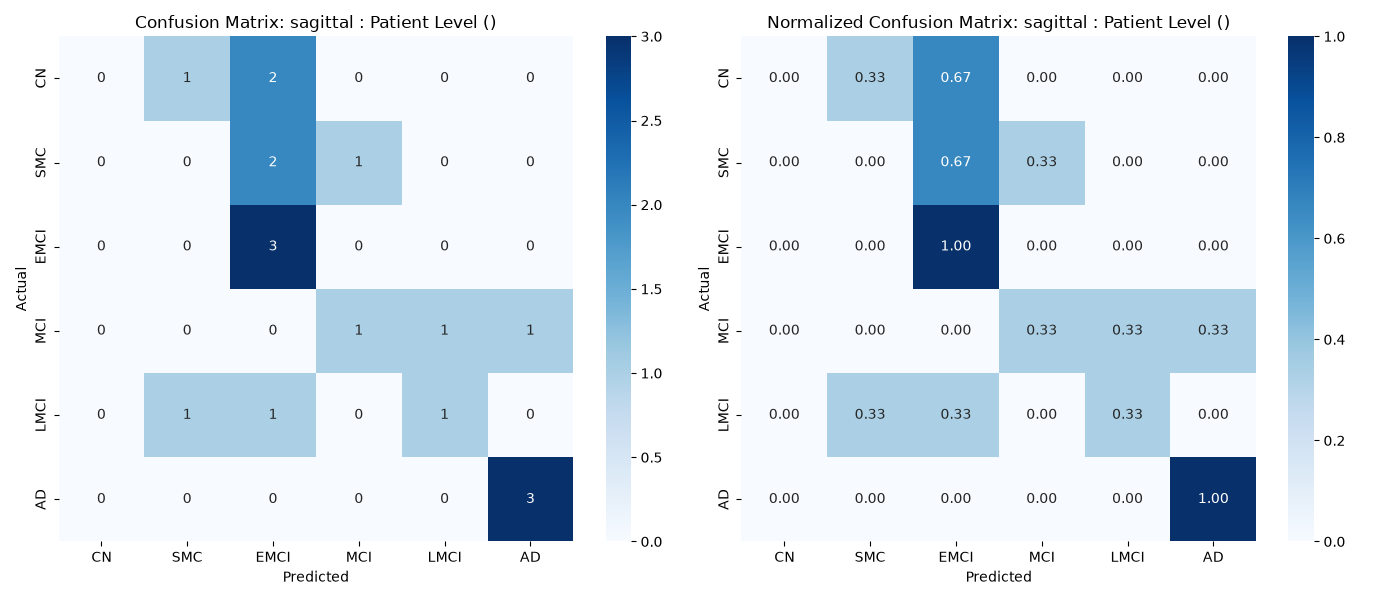 Confusion Matrix: sagittal : Patient Level ()
Actual
CN 0 1 2 0 0 0
SMC 0 0 2 1 0 0
EMCI 0 0 3 0 0 0
MCI 0 0 0 1 1 1
LMCI 0 1 1 0 1 0
AD 0 0 0 0 0 3
CN SMC EMCI MCI LMCI AD
Predicted
3.0
2.5
2.0
1.5
1.0
0.5
0.0
Normalized Confusion Matrix: sagittal : Patient Level ()
Actual
CN 0.00 0.33 0.67 0.00 0.00 0.00
SMC 0.00 0.00 0.67 0.33 0.00 0.00
EMCI 0.00 0.00 1.00 0.00 0.00 0.00
MCI 0.00 0.00 0.00 0.33 0.33 0.33
LMCI 0.00 0.33 0.33 0.00 0.33 0.00
AD 0.00 0.00 0.00 0.00 0.00 1.00
CN SMC EMCI MCI LMCI AD
Predicted
1.0
0.8
0.6
0.4
0.2
0.0